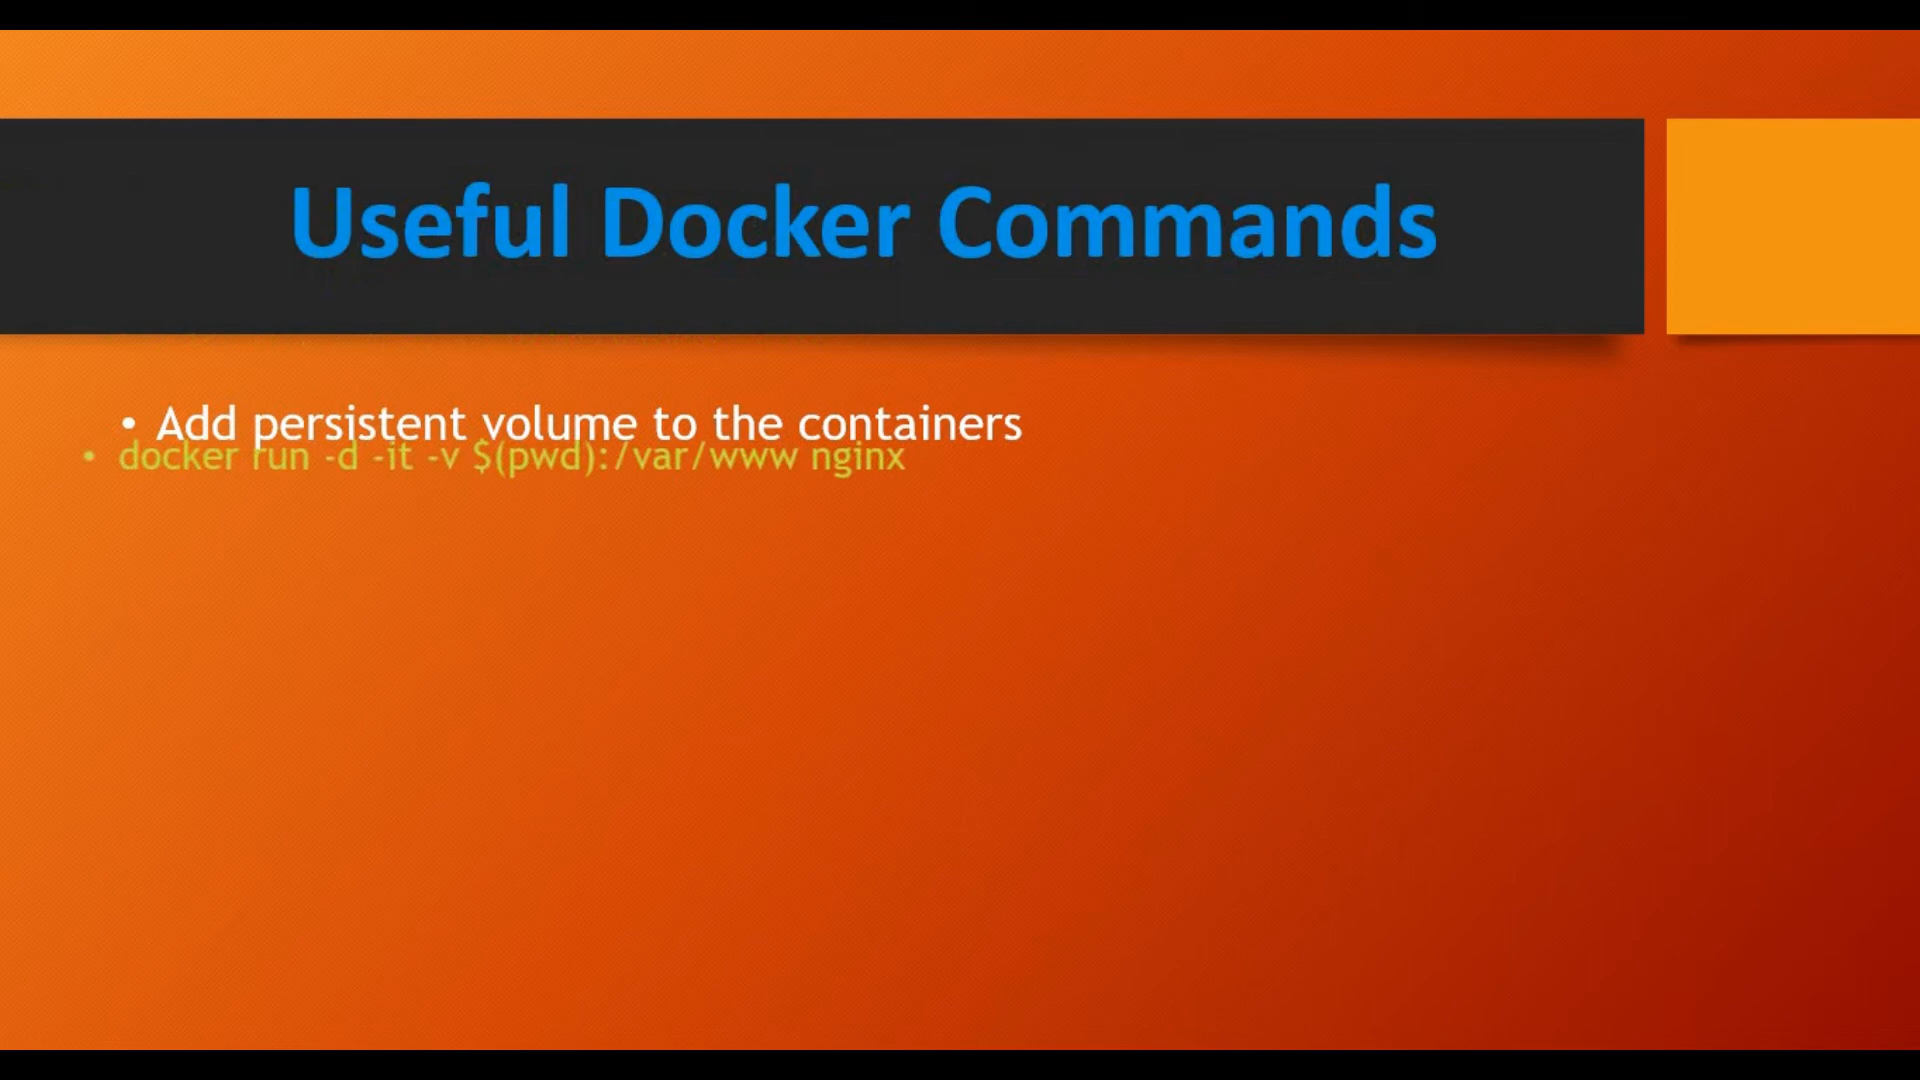 Useful Docker Commands
• Add persistent volume to the containers
• docker run -d -it -v $(pwd):/var/www nginx